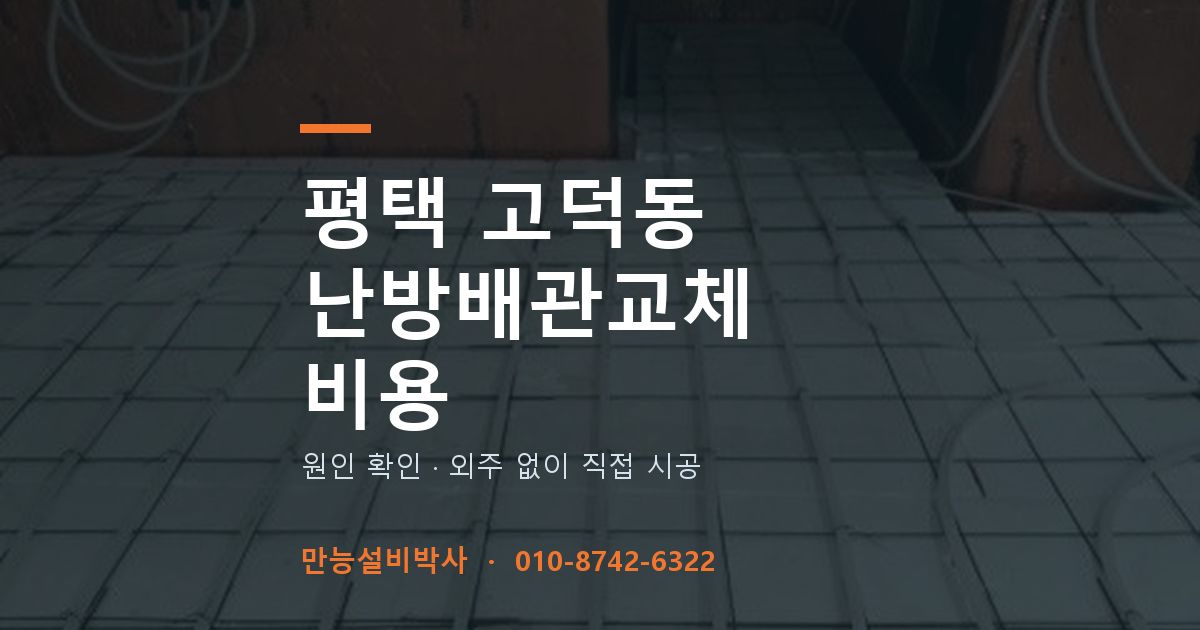 평택 고덕동
난방배관교체
비용
원인 확인 · 외주 없이 직접 시공
만능설비박사 · 010-8742-6322